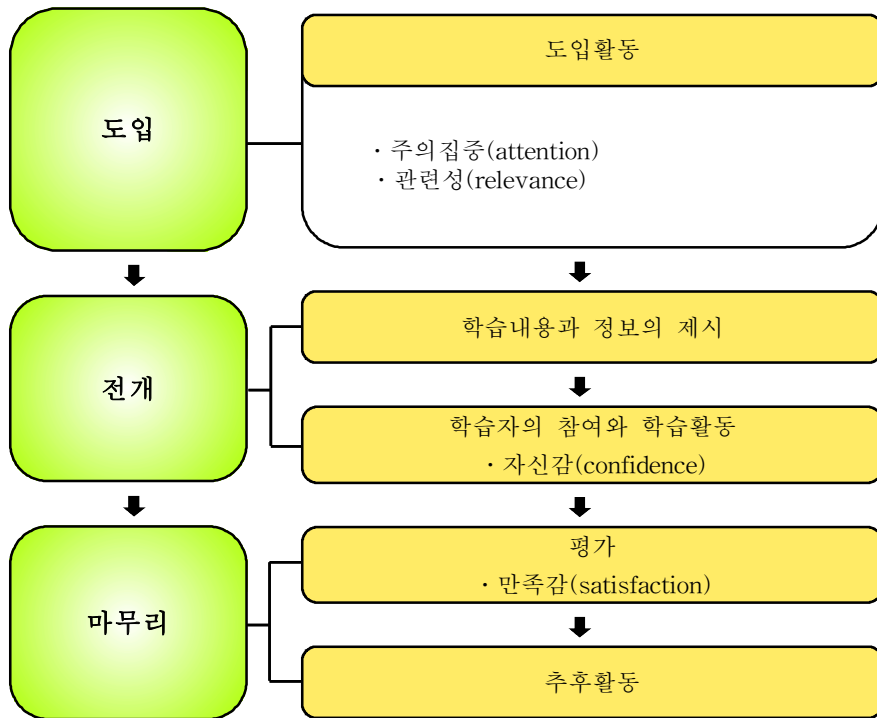 도입
도입활동
· 주의집중(attention)
· 관련성(relevance)
전개
학습내용과 정보의 제시
학습자의 참여와 학습활동
· 자신감(confidence)
마무리
평가
· 만족감(satisfaction)
추후활동